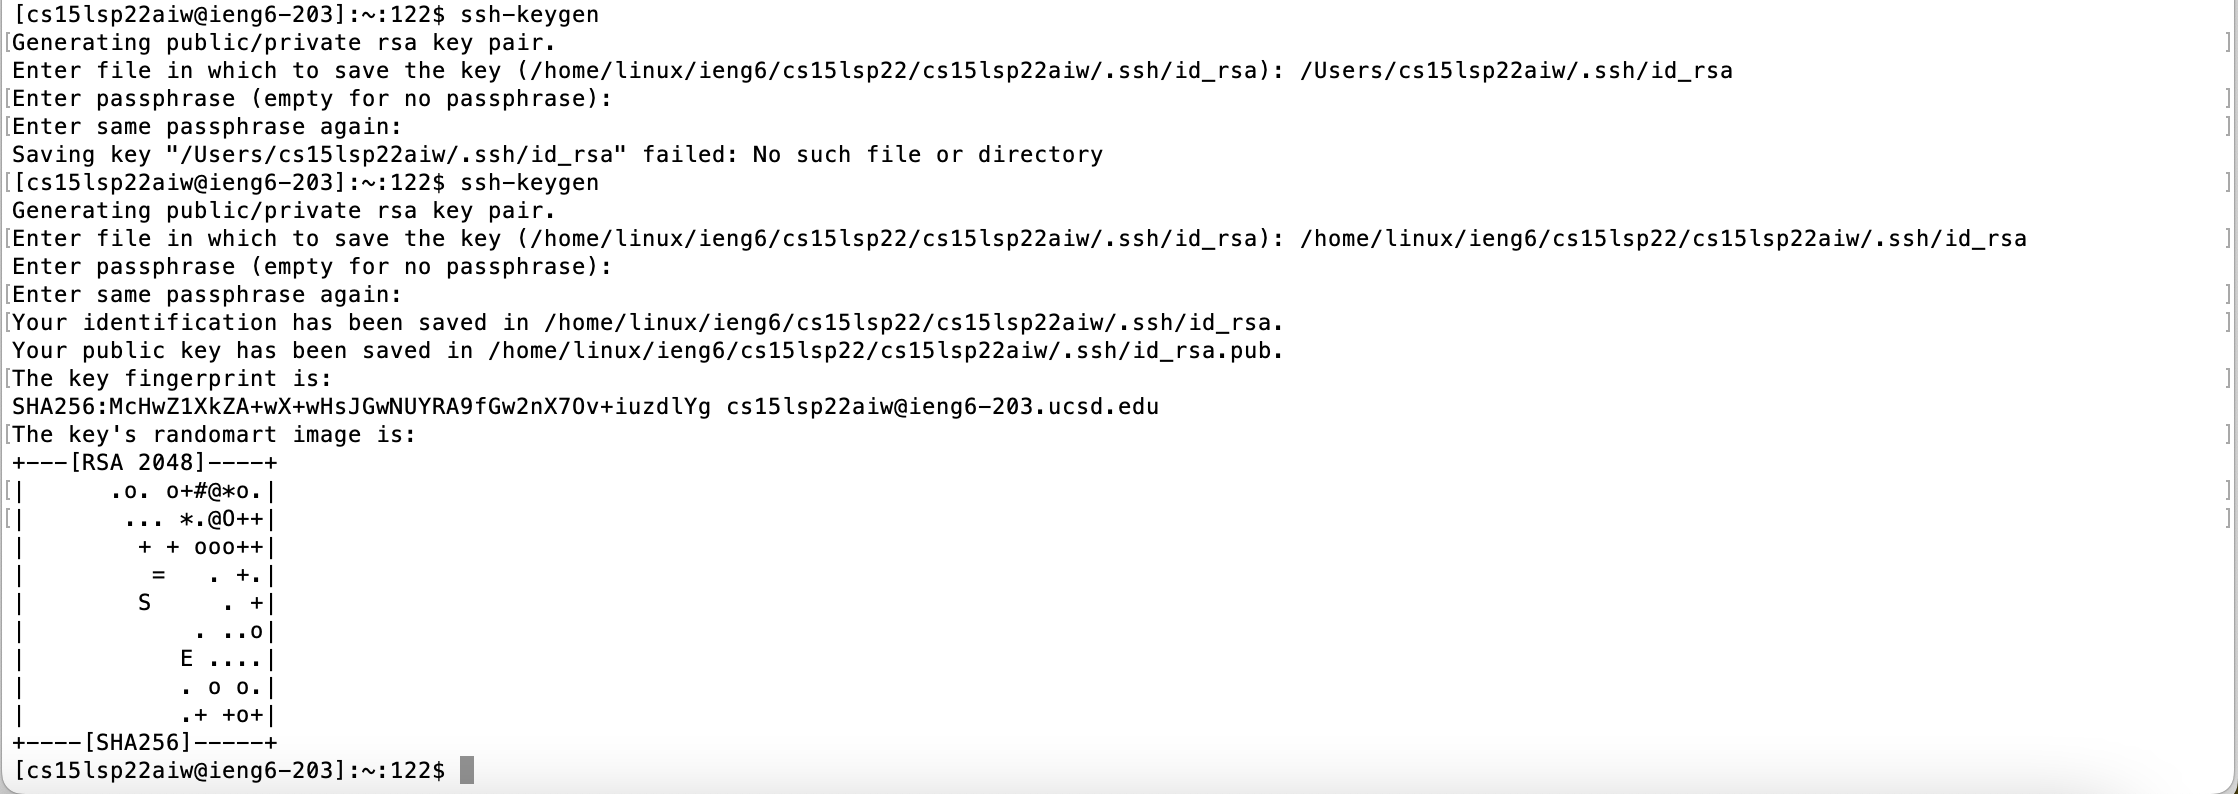 [cs15lsp22aiw@ieng6-203]:~:122$ ssh-keygen
[Generating public/private rsa key pair. ]
Enter file in which to save the key (/home/linux/ieng6/cs15lsp22/cs15lsp22aiw/.ssh/id_rsa): /Users/cs15lsp22aiw/.ssh/id_rsa
[Enter passphrase (empty for no passphrase): ]
[Enter same passphrase again: ]
Saving key "/Users/cs15lsp22aiw/.ssh/id_rsa" failed: No such file or directory
[[cs15lsp22aiw@ieng6-203]:~:122$ ssh-keygen ]
Generating public/private rsa key pair.
[Enter file in which to save the key (/home/linux/ieng6/cs15lsp22/cs15lsp22aiw/.ssh/id_rsa): /home/linux/ieng6/cs15lsp22/cs15lsp22aiw/.ssh/id_rsa ]
Enter passphrase (empty for no passphrase):
[Enter same passphrase again: ]
[Your identification has been saved in /home/linux/ieng6/cs15lsp22/cs15lsp22aiw/.ssh/id_rsa. ]
Your public key has been saved in /home/linux/ieng6/cs15lsp22/cs15lsp22aiw/.ssh/id_rsa.pub.
[The key fingerprint is: ]
SHA256:McHwZ1XkZA+wX+wHsJGwNUYRA9fGw2nX7Ov+iuzdlYg cs15lsp22aiw@ieng6-203.ucsd.edu
[The key's randomart image is: ]
+---[RSA 2048]----+
[|      .o. o+#@*o.| ]
[|       ... *.@O++| ]
|        + + ooo++|
|         =   . +.|
|        S     . +|
|            . ..o|
|           E ....|
|           . o o.|
|           .+ +o+|
+----[SHA256]-----+
[cs15lsp22aiw@ieng6-203]:~:122$